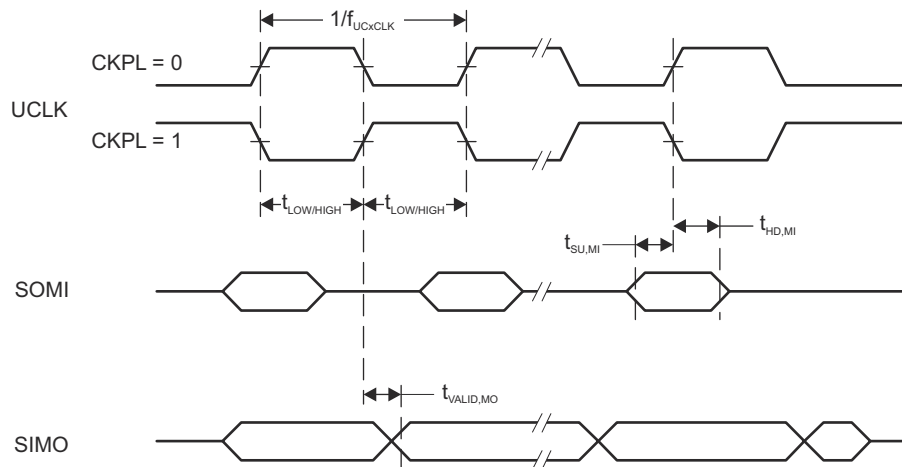 1/fUCxCLK
CKPL = 0
UCLK
CKPL = 1
tLOW/HIGH tLOW/HIGH
tHD,MI
tSU,MI
SOMI
tVALID,MO
SIMO